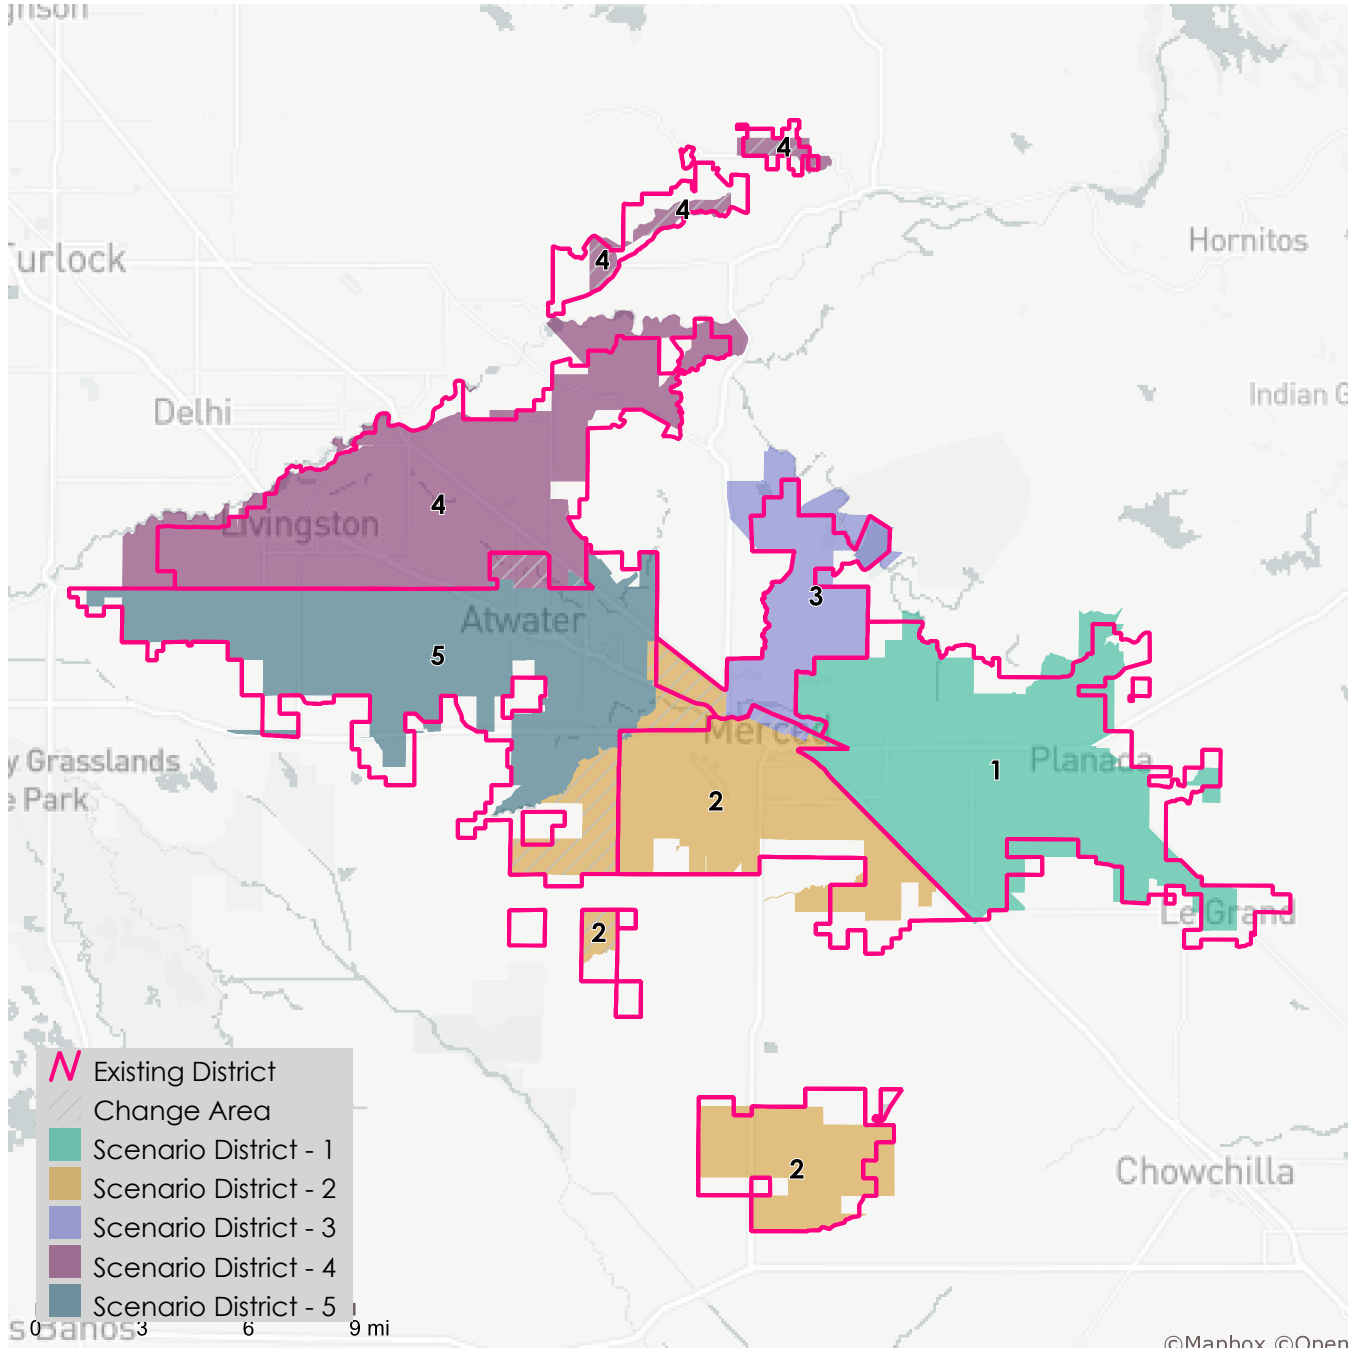 4
4
Hornitos
Turlock
4
Indian G
Delhi
4
Livingston
3
Atwater
5
Merced
y Grasslands
e Park
Planada
1
2
Le Grand
2
Existing District
Change Area
Scenario District - 1
2
Chowchilla
Scenario District - 2
Scenario District - 3
Scenario District - 4
Scenario District - 5
s Banos
0 3 6 9 mi
©Mapbox ©Open